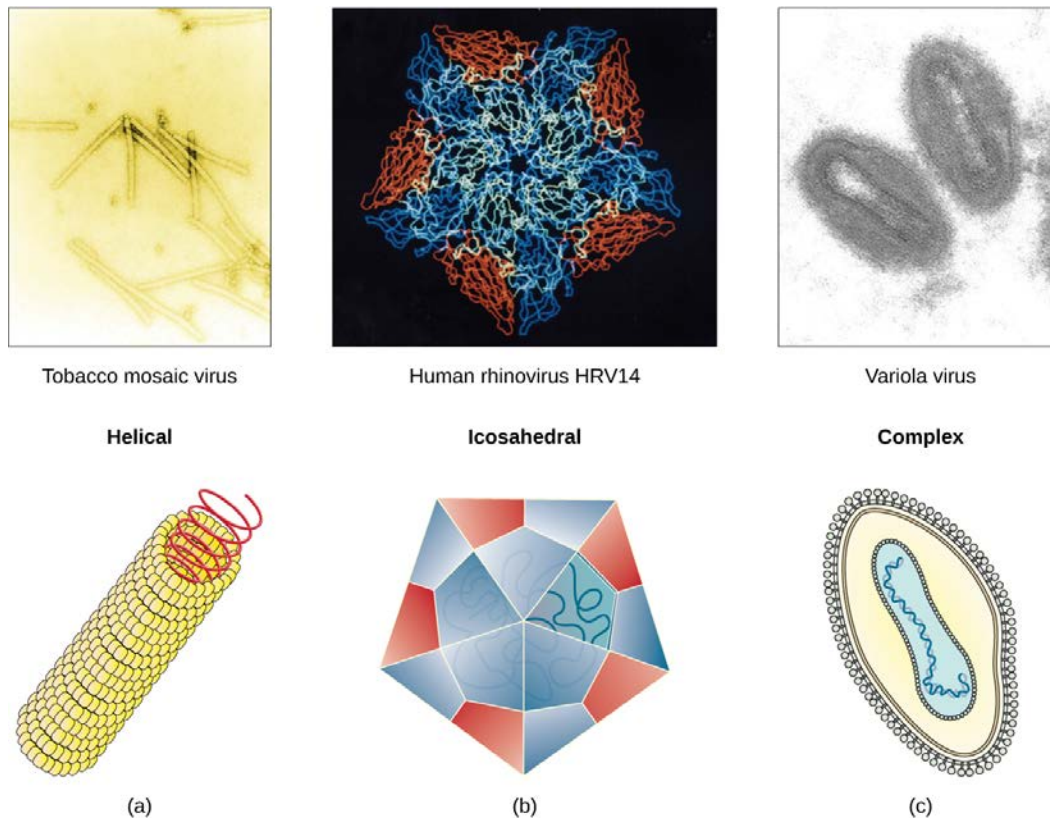 Tobacco mosaic virus
Human rhinovirus HRV14
Variola virus
Helical
Icosahedral
Complex
(a)
(b)
(c)